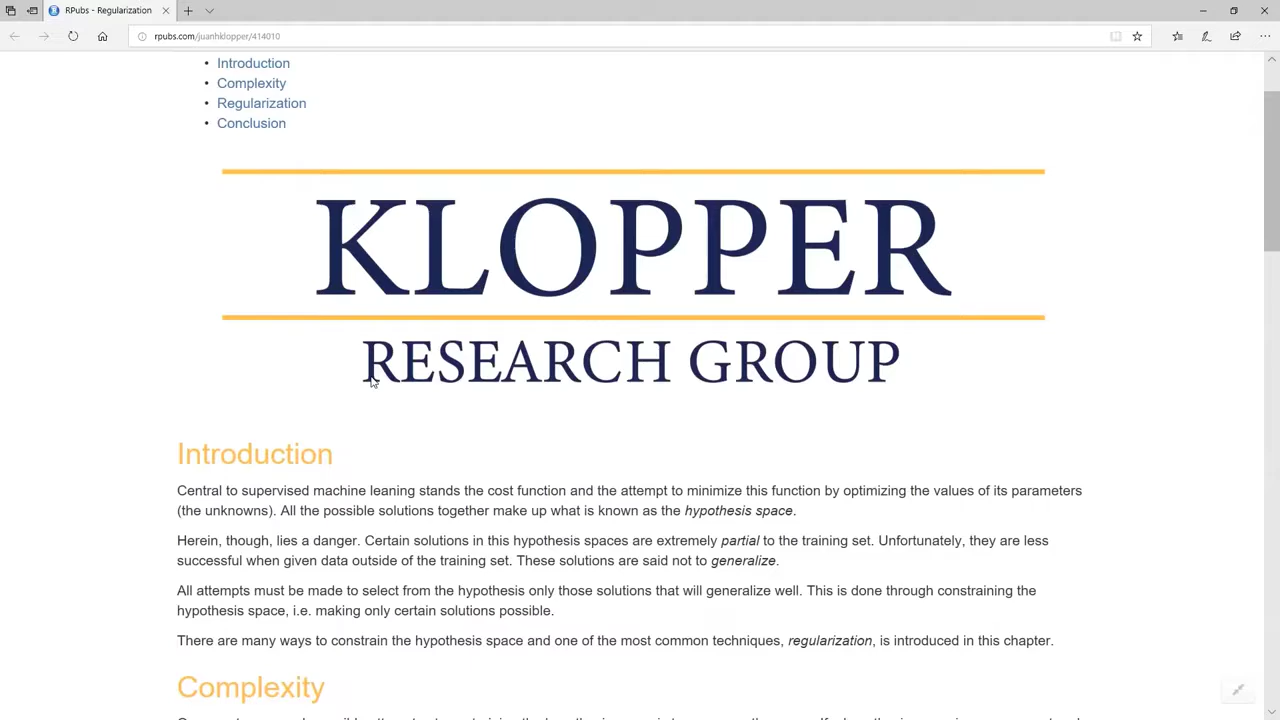 RPubs - Regularization
rpubs.com/juanhklopper/414010
• Introduction
• Complexity
• Regularization
• Conclusion
KLOPPER
RESEARCH GROUP
Introduction
Central to supervised machine leaning stands the cost function and the attempt to minimize this function by optimizing the values of its parameters
(the unknowns). All the possible solutions together make up what is known as the hypothesis space.
Herein, though, lies a danger. Certain solutions in this hypothesis spaces are extremely partial to the training set. Unfortunately, they are less
successful when given data outside of the training set. These solutions are said not to generalize.
All attempts must be made to select from the hypothesis only those solutions that will generalize well. This is done through constraining the
hypothesis space, i.e. making only certain solutions possible.
There are many ways to constrain the hypothesis space and one of the most common techniques, regularization, is introduced in this chapter.
Complexity